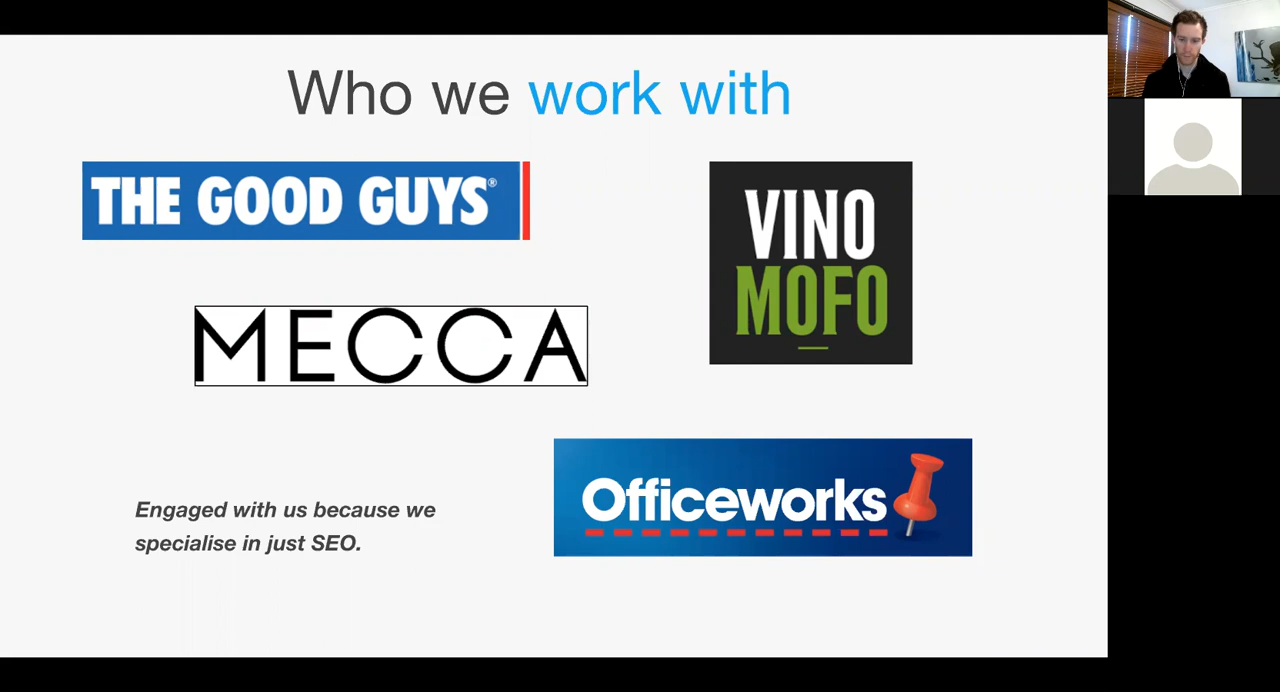 Who we work with
THE GOOD GUYS®
VINO
MOFO
MECCA
Officeworks
Engaged with us because we
specialise in just SEO.